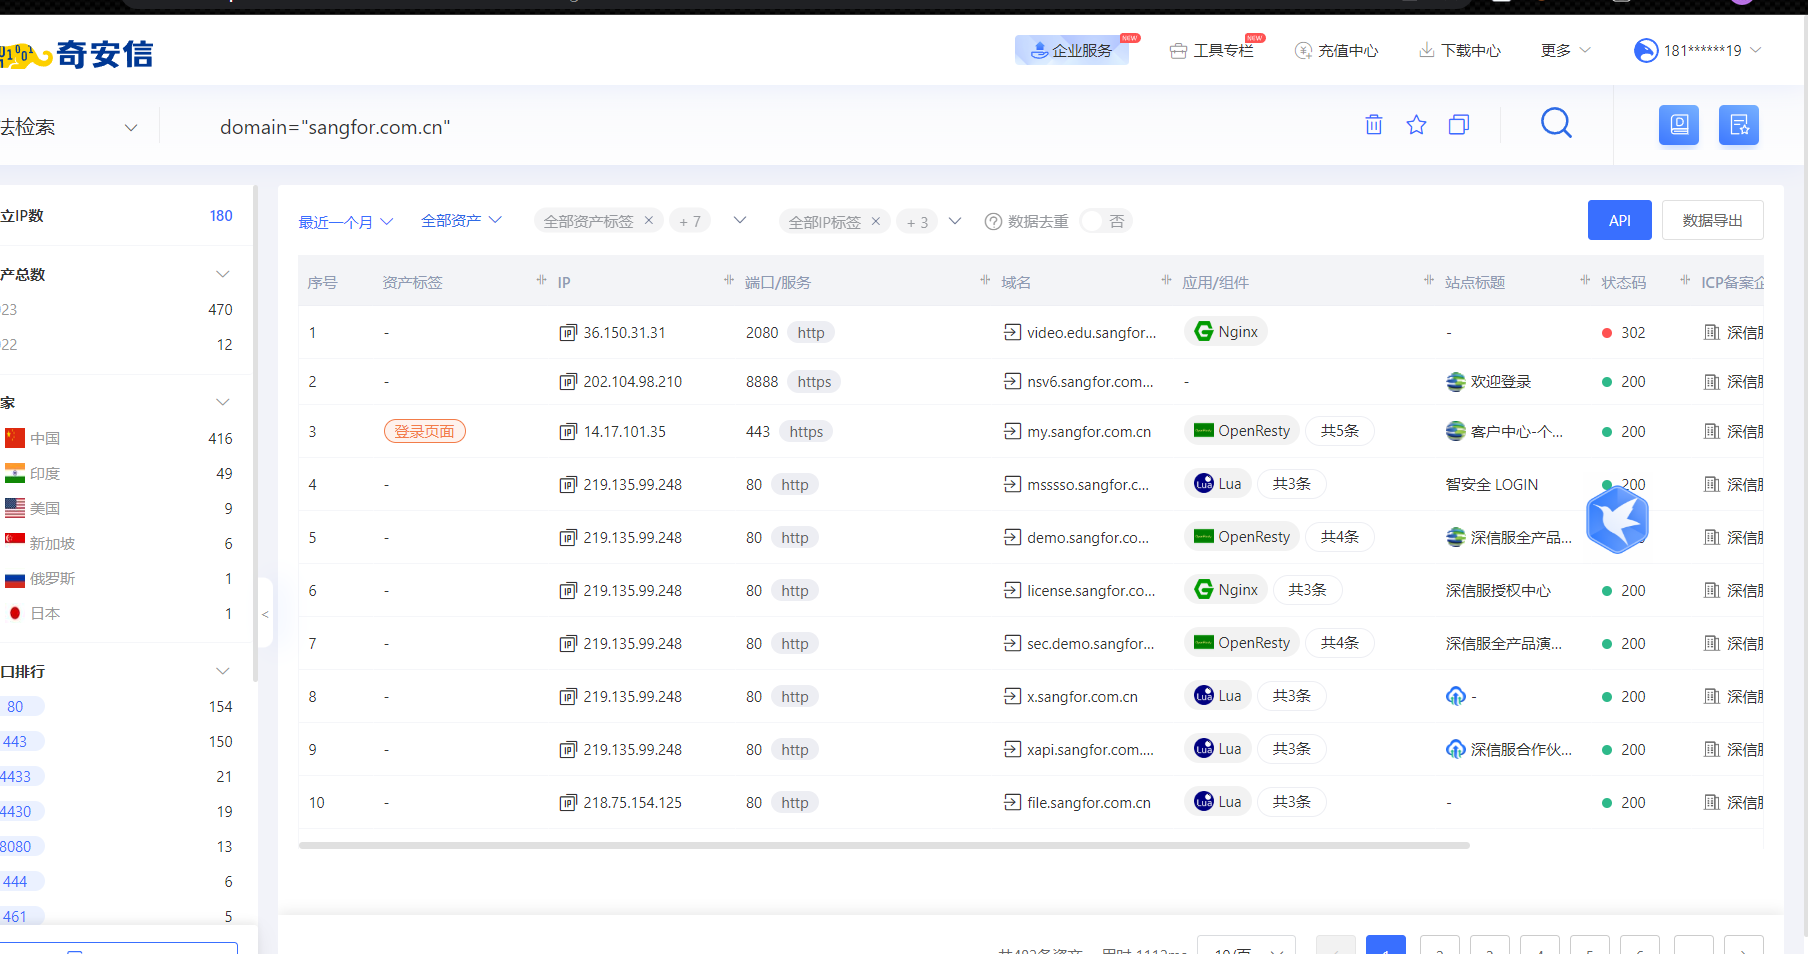 奇安信
企业服务 NEW 工具专栏 NEW 充值中心 下载中心 更多 181******19
法检索 domain="sangfor.com.cn"
立IP数 180
产总数
23 470
22 12
家
中国 416
印度 49
美国 9
新加坡 6
俄罗斯 1
日本 1
口排行
80 154
443 150
4433 21
4430 19
8080 13
444 6
461 5
最近一个月 全部资产 全部资产标签 × + 7 全部IP标签 × + 3 数据去重 否 API 数据导出
序号 资产标签 IP 端口/服务 域名 应用/组件 站点标题 状态码 ICP备案企
1 - 36.150.31.31 2080 http video.edu.sangfor... Nginx - 302 深信服
2 - 202.104.98.210 8888 https nsv6.sangfor.com... - 欢迎登录 200 深信服
3 登录页面 14.17.101.35 443 https my.sangfor.com.cn OpenResty 共5条 客户中心-个... 200 深信服
4 - 219.135.99.248 80 http msssso.sangfor.c... Lua 共3条 智安全 LOGIN 200 深信服
5 - 219.135.99.248 80 http demo.sangfor.co... OpenResty 共4条 深信服全产品... 深信服
6 - 219.135.99.248 80 http license.sangfor.co... Nginx 共3条 深信服授权中心 200 深信服
7 - 219.135.99.248 80 http sec.demo.sangfor... OpenResty 共4条 深信服全产品演... 200 深信服
8 - 219.135.99.248 80 http x.sangfor.com.cn Lua 共3条 - 200 深信服
9 - 219.135.99.248 80 http xapi.sangfor.com.... Lua 共3条 深信服合作伙... 200 深信服
10 - 218.75.154.125 80 http file.sangfor.com.cn Lua 共3条 - 200 深信服